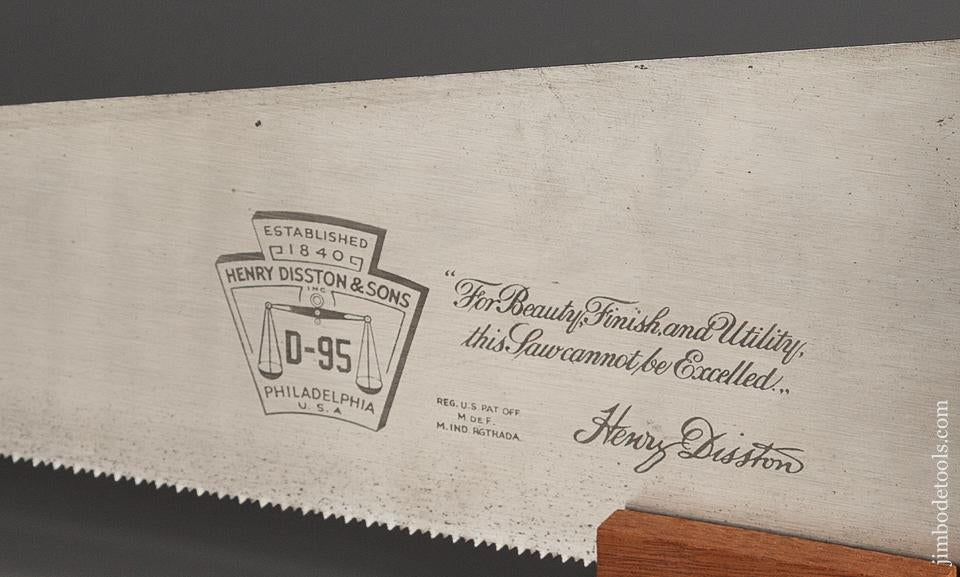 ESTABLISHED
1840
HENRY DISSTON & SONS
INC
D-95
PHILADELPHIA
U.S.A
“For Beauty, Finish, and Utility,
this Saw cannot be Excelled.„
REG. U.S. PAT OFF.
M. DE F.
M. IND. RGTRADA.
Henry Disston
jimbodetools.com